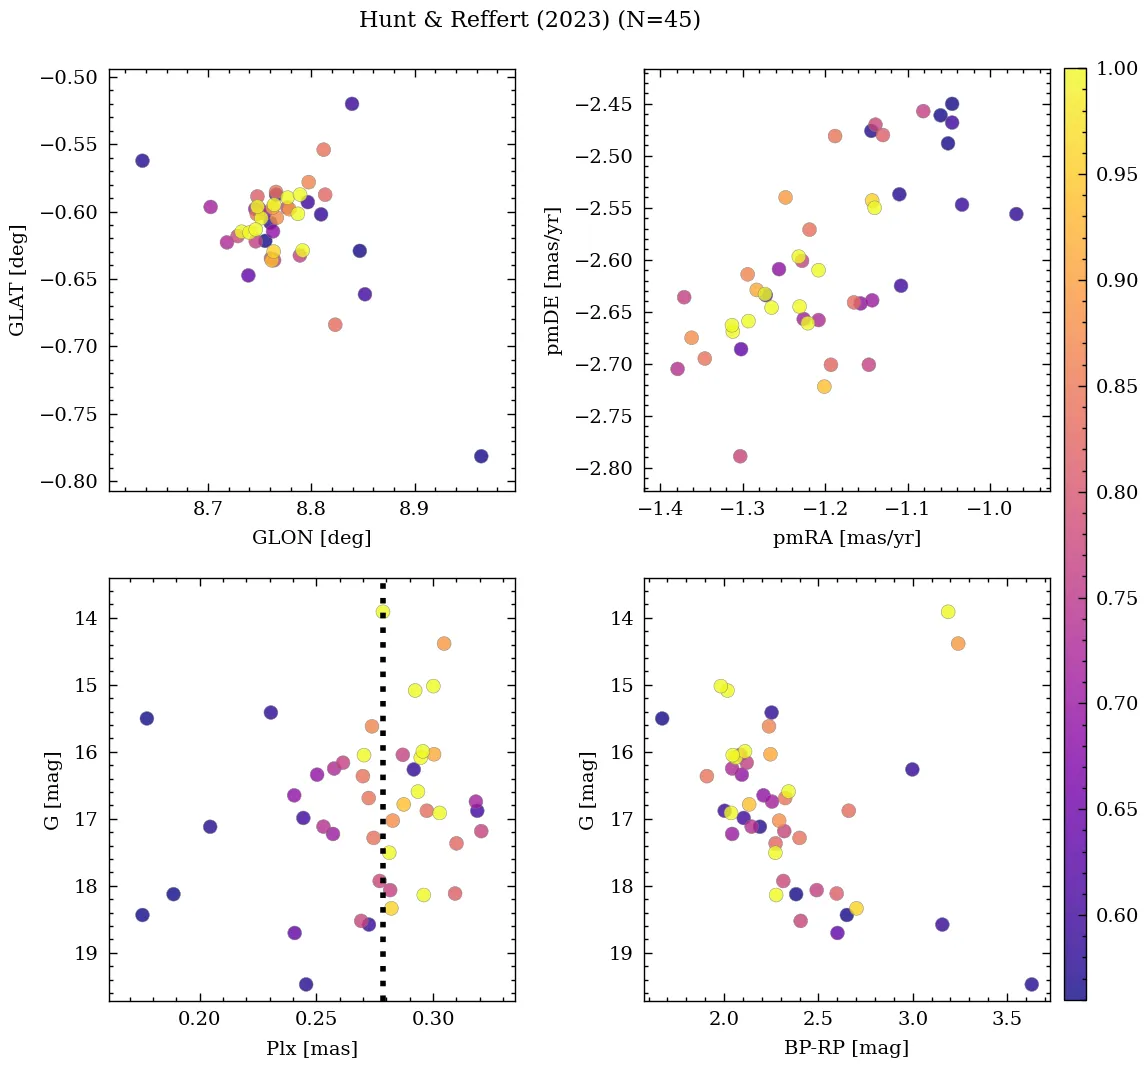 Hunt & Reffert (2023) (N=45)
−0.50
−0.55
−0.60
−0.65
−0.70
−0.75
−0.80
GLAT [deg]
8.7 8.8 8.9
GLON [deg]
−2.45
−2.50
−2.55
−2.60
−2.65
−2.70
−2.75
−2.80
pmDE [mas/yr]
−1.4 −1.3 −1.2 −1.1 −1.0
pmRA [mas/yr]
14
15
16
17
18
19
G [mag]
0.20 0.25 0.30
Plx [mas]
14
15
16
17
18
19
G [mag]
2.0 2.5 3.0 3.5
BP-RP [mag]
1.00
0.95
0.90
0.85
0.80
0.75
0.70
0.65
0.60